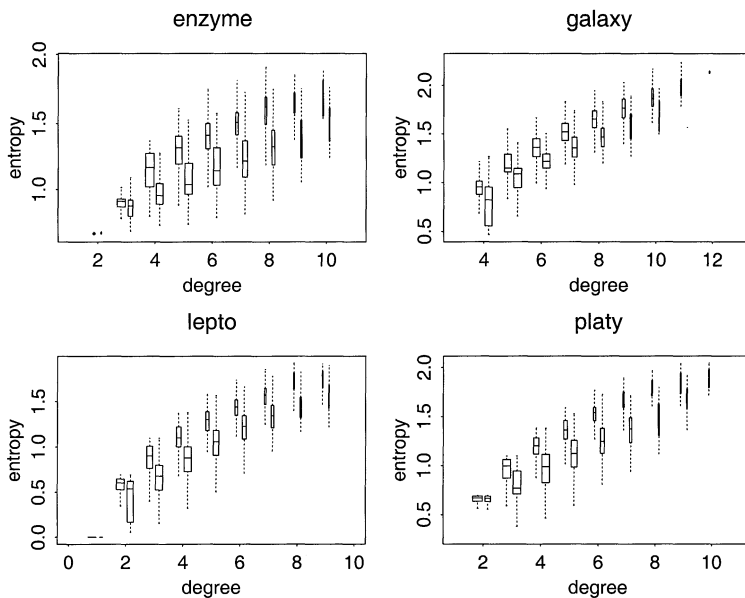 enzyme
galaxy
entropy
2.0
1.5
1.0
2 4 6 8 10
degree
entropy
2.0
1.5
1.0
0.5
4 6 8 10 12
degree
lepto
platy
entropy
1.5
1.0
0.5
0.0
0 2 4 6 8 10
degree
entropy
2.0
1.5
1.0
0.5
2 4 6 8 10
degree